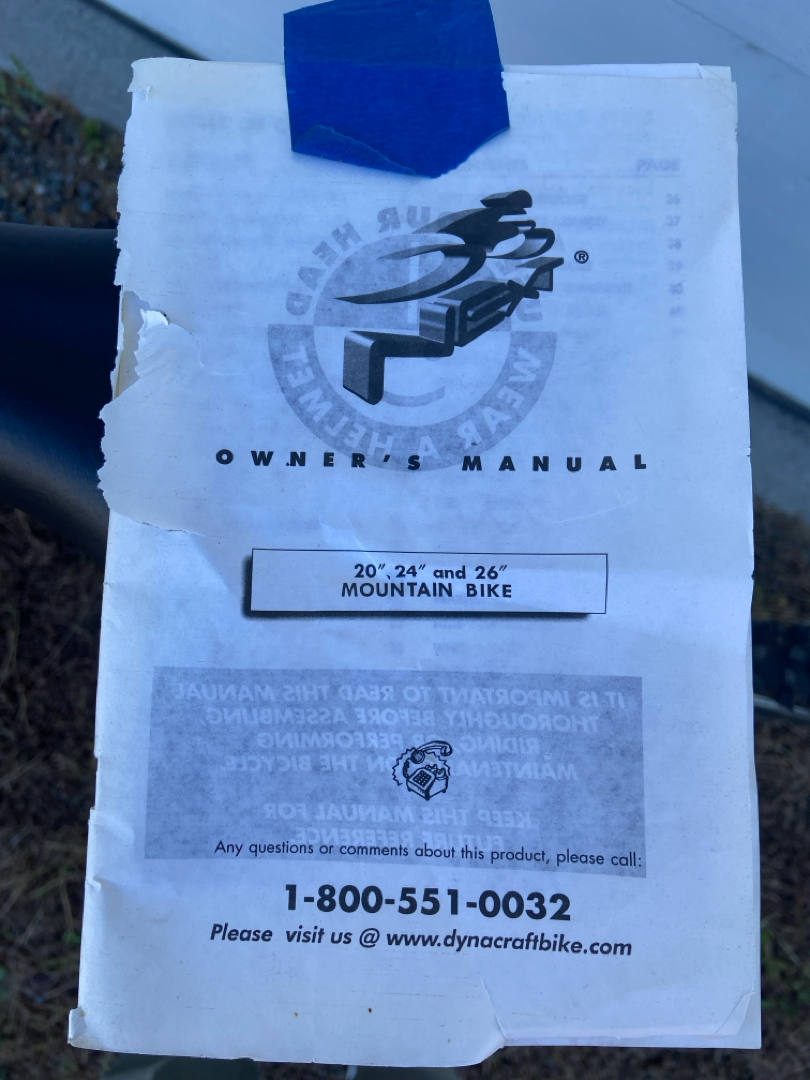 NEXT ®
OWNER'S MANUAL
20", 24" and 26"
MOUNTAIN BIKE
Any questions or comments about this product, please call:
1-800-551-0032
Please visit us @ www.dynacraftbike.com